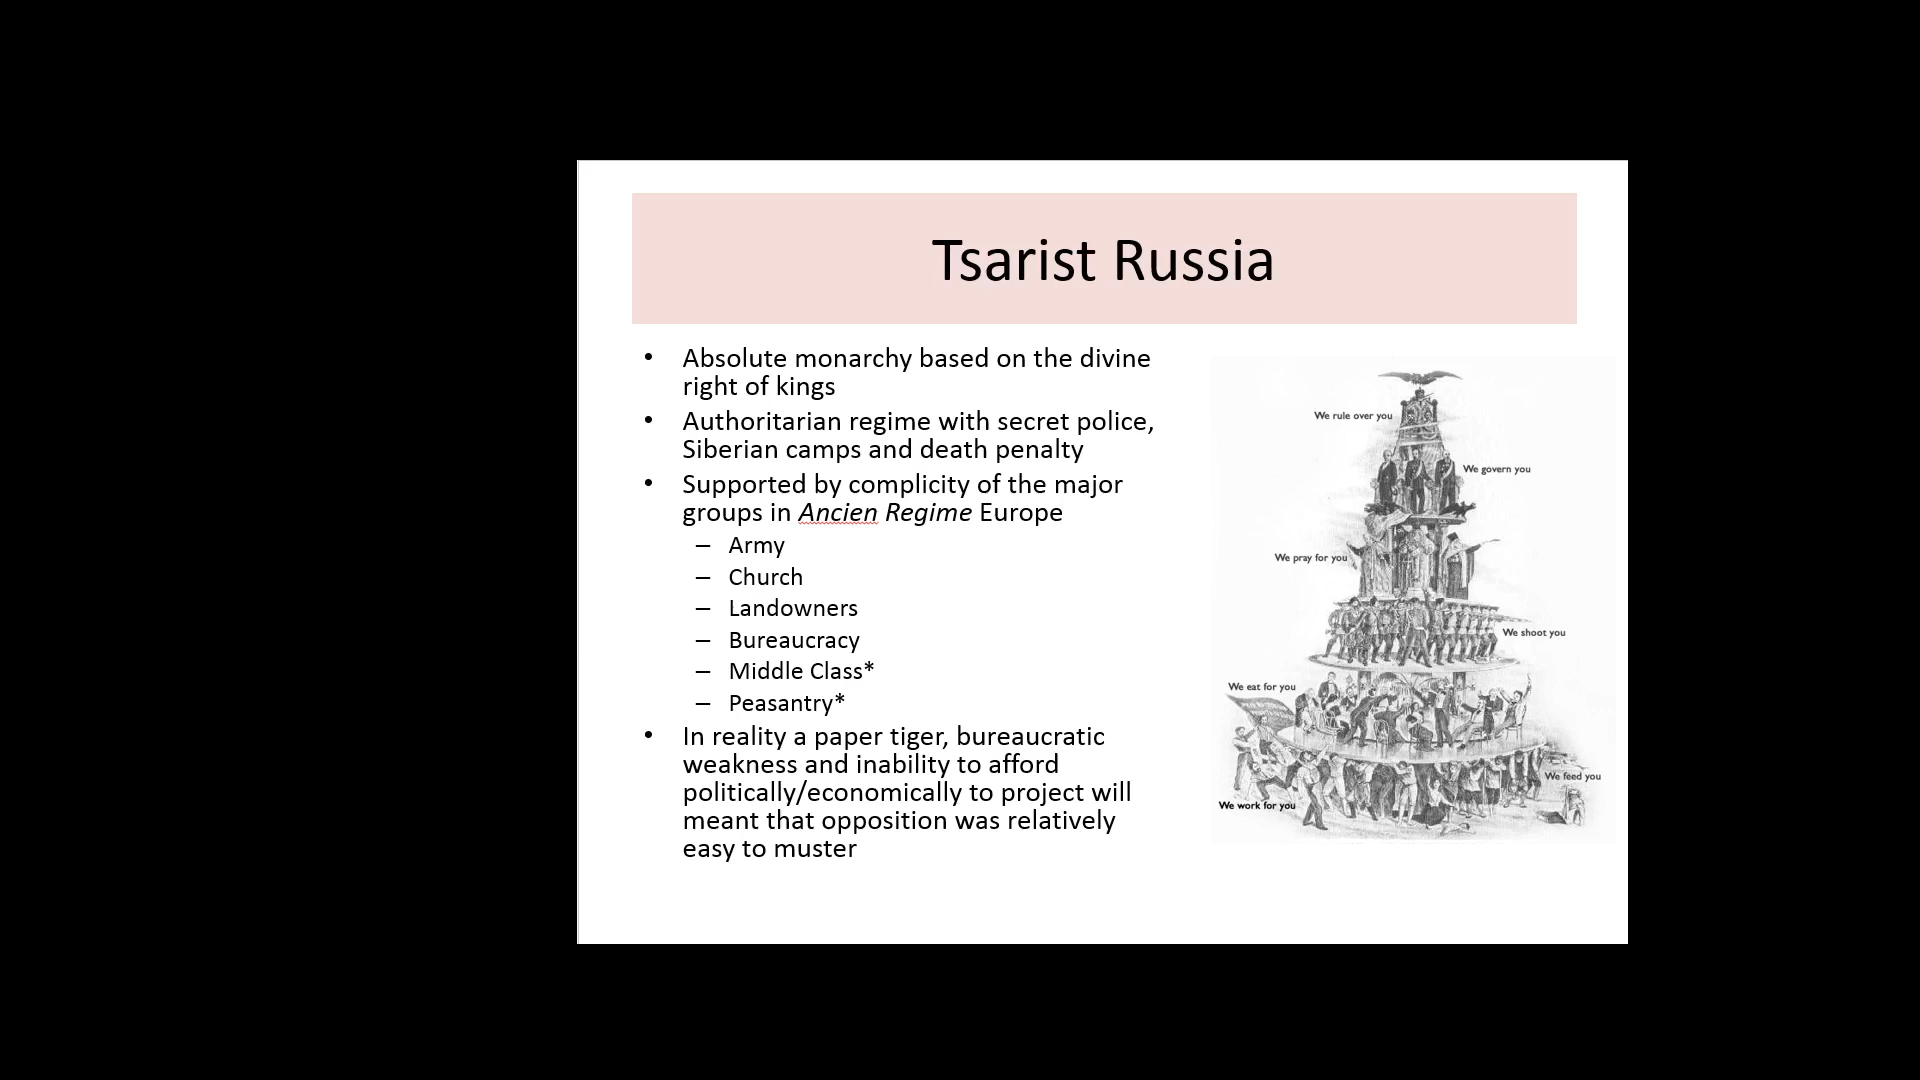 Tsarist Russia
• Absolute monarchy based on the divine
right of kings
• Authoritarian regime with secret police,
Siberian camps and death penalty
• Supported by complicity of the major
groups in Ancien Regime Europe
– Army
– Church
– Landowners
– Bureaucracy
– Middle Class*
– Peasantry*
• In reality a paper tiger, bureaucratic
weakness and inability to afford
politically/economically to project will
meant that opposition was relatively
easy to muster
We rule over you
We govern you
We pray for you
We shoot you
We eat for you
We feed you
We work for you